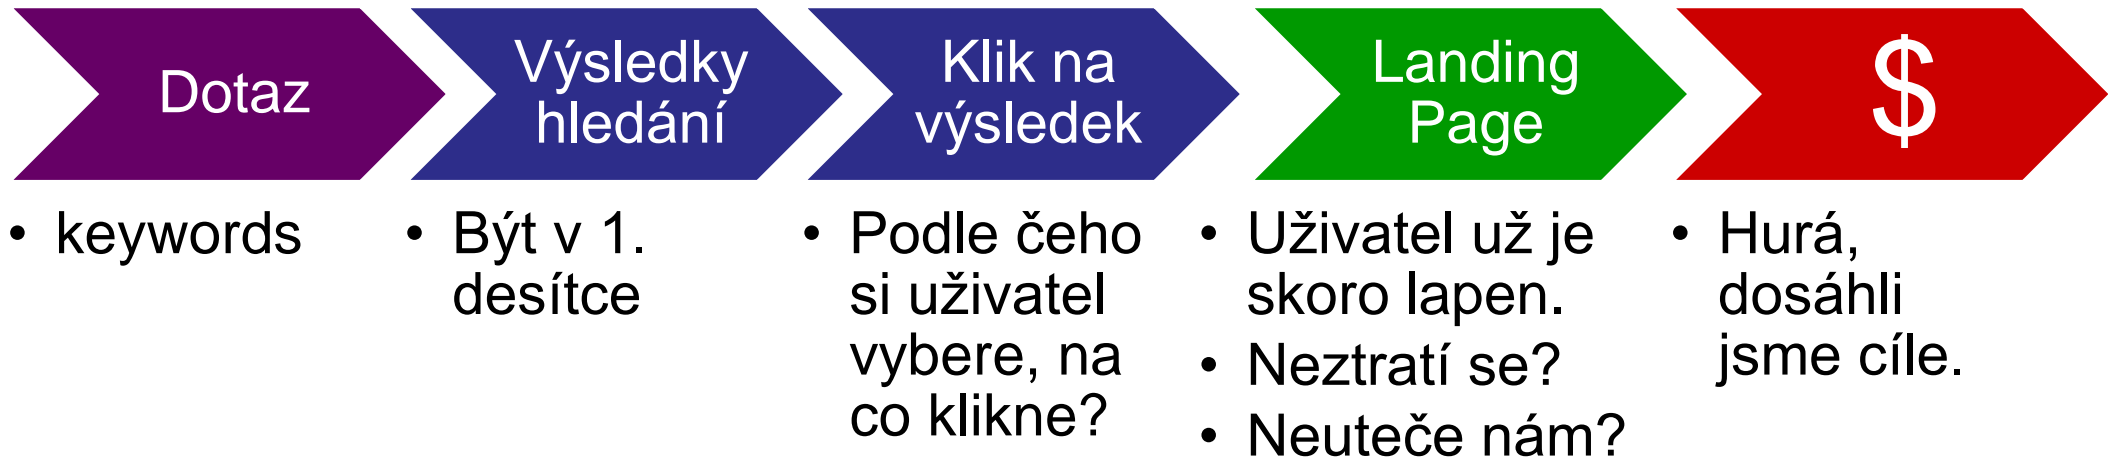 Dotaz
Výsledky
hledání
Klik na
výsledek
Landing
Page
$
• keywords
• Být v 1.
desítce
• Podle čeho
si uživatel
vybere, na
co klikne?
• Uživatel už je
skoro lapen.
• Neztratí se?
• Neuteče nám?
• Hurá,
dosáhli
jsme cíle.